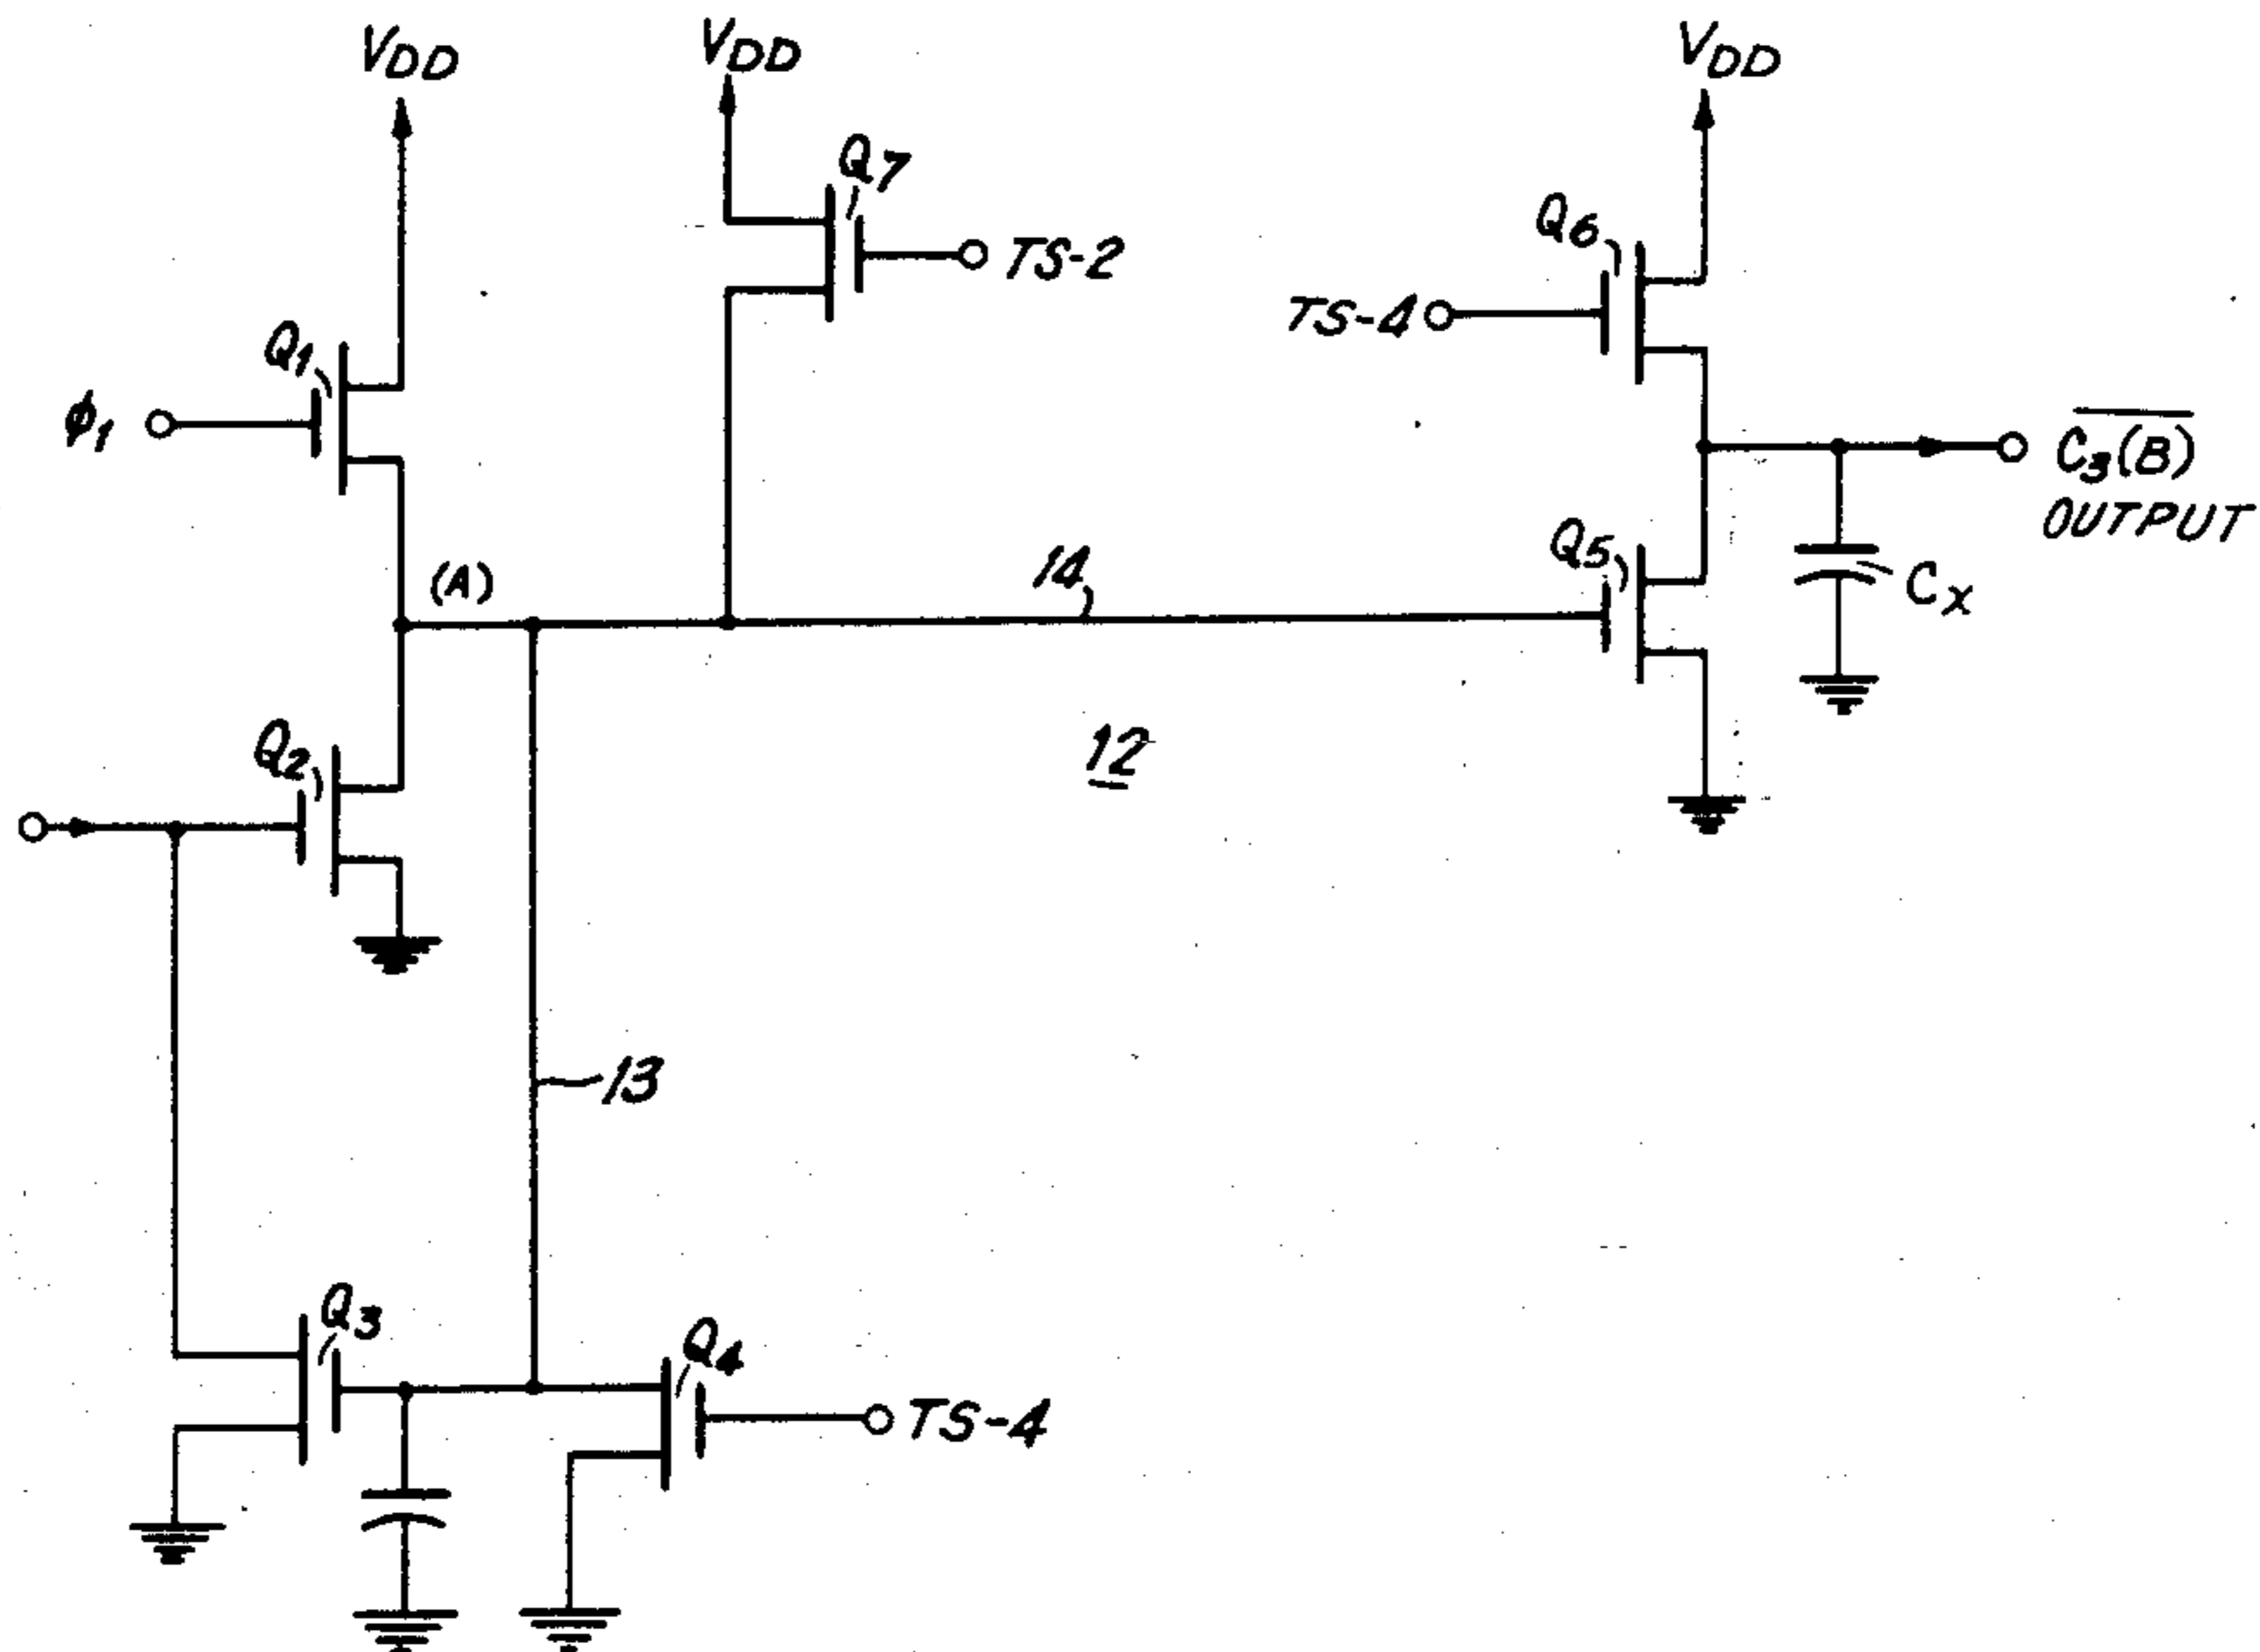 VDD
VDD
VDD
Q7
TS-2
Q6
TS-4
Q1
φ1
C3(B)
OUTPUT
(A)
14
Q5
Cx
Q2
12
13
Q3
Q4
TS-4